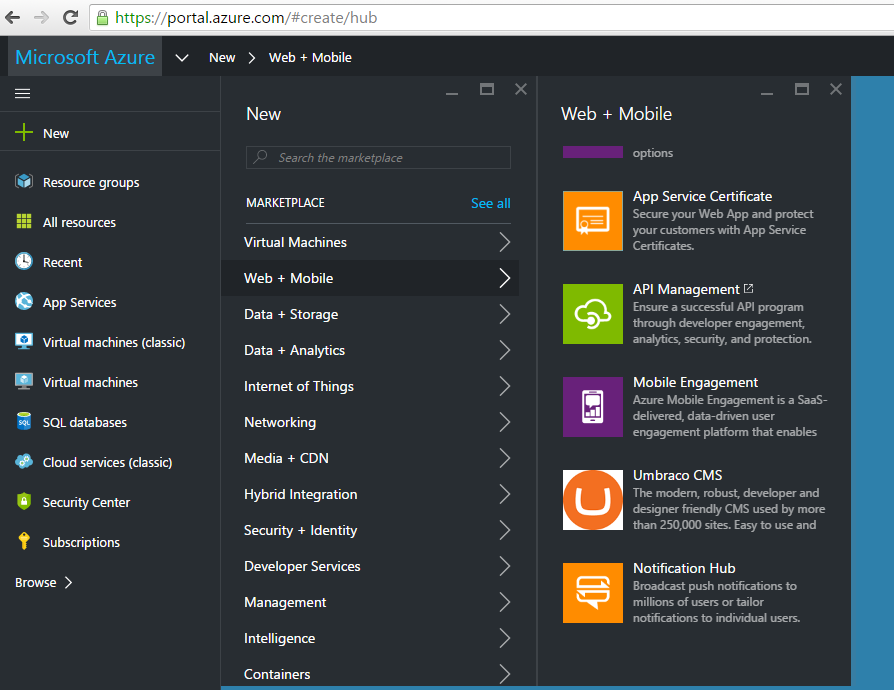 https://portal.azure.com/#create/hub
Microsoft Azure
New
Web + Mobile
New
Resource groups
All resources
Recent
App Services
Virtual machines (classic)
Virtual machines
SQL databases
Cloud services (classic)
Security Center
Subscriptions
Browse
New
Search the marketplace
MARKETPLACE
See all
Virtual Machines
Web + Mobile
Data + Storage
Data + Analytics
Internet of Things
Networking
Media + CDN
Hybrid Integration
Security + Identity
Developer Services
Management
Intelligence
Containers
Web + Mobile
options
App Service Certificate
Secure your Web App and protect
your customers with App Service
Certificates.
API Management
Ensure a successful API program
through developer engagement,
analytics, security, and protection.
Mobile Engagement
Azure Mobile Engagement is a SaaS-
delivered, data-driven user
engagement platform that enables
Umbraco CMS
The modern, robust, developer and
designer friendly CMS used by more
than 250,000 sites. Easy to use and
Notification Hub
Broadcast push notifications to
millions of users or tailor
notifications to individual users.